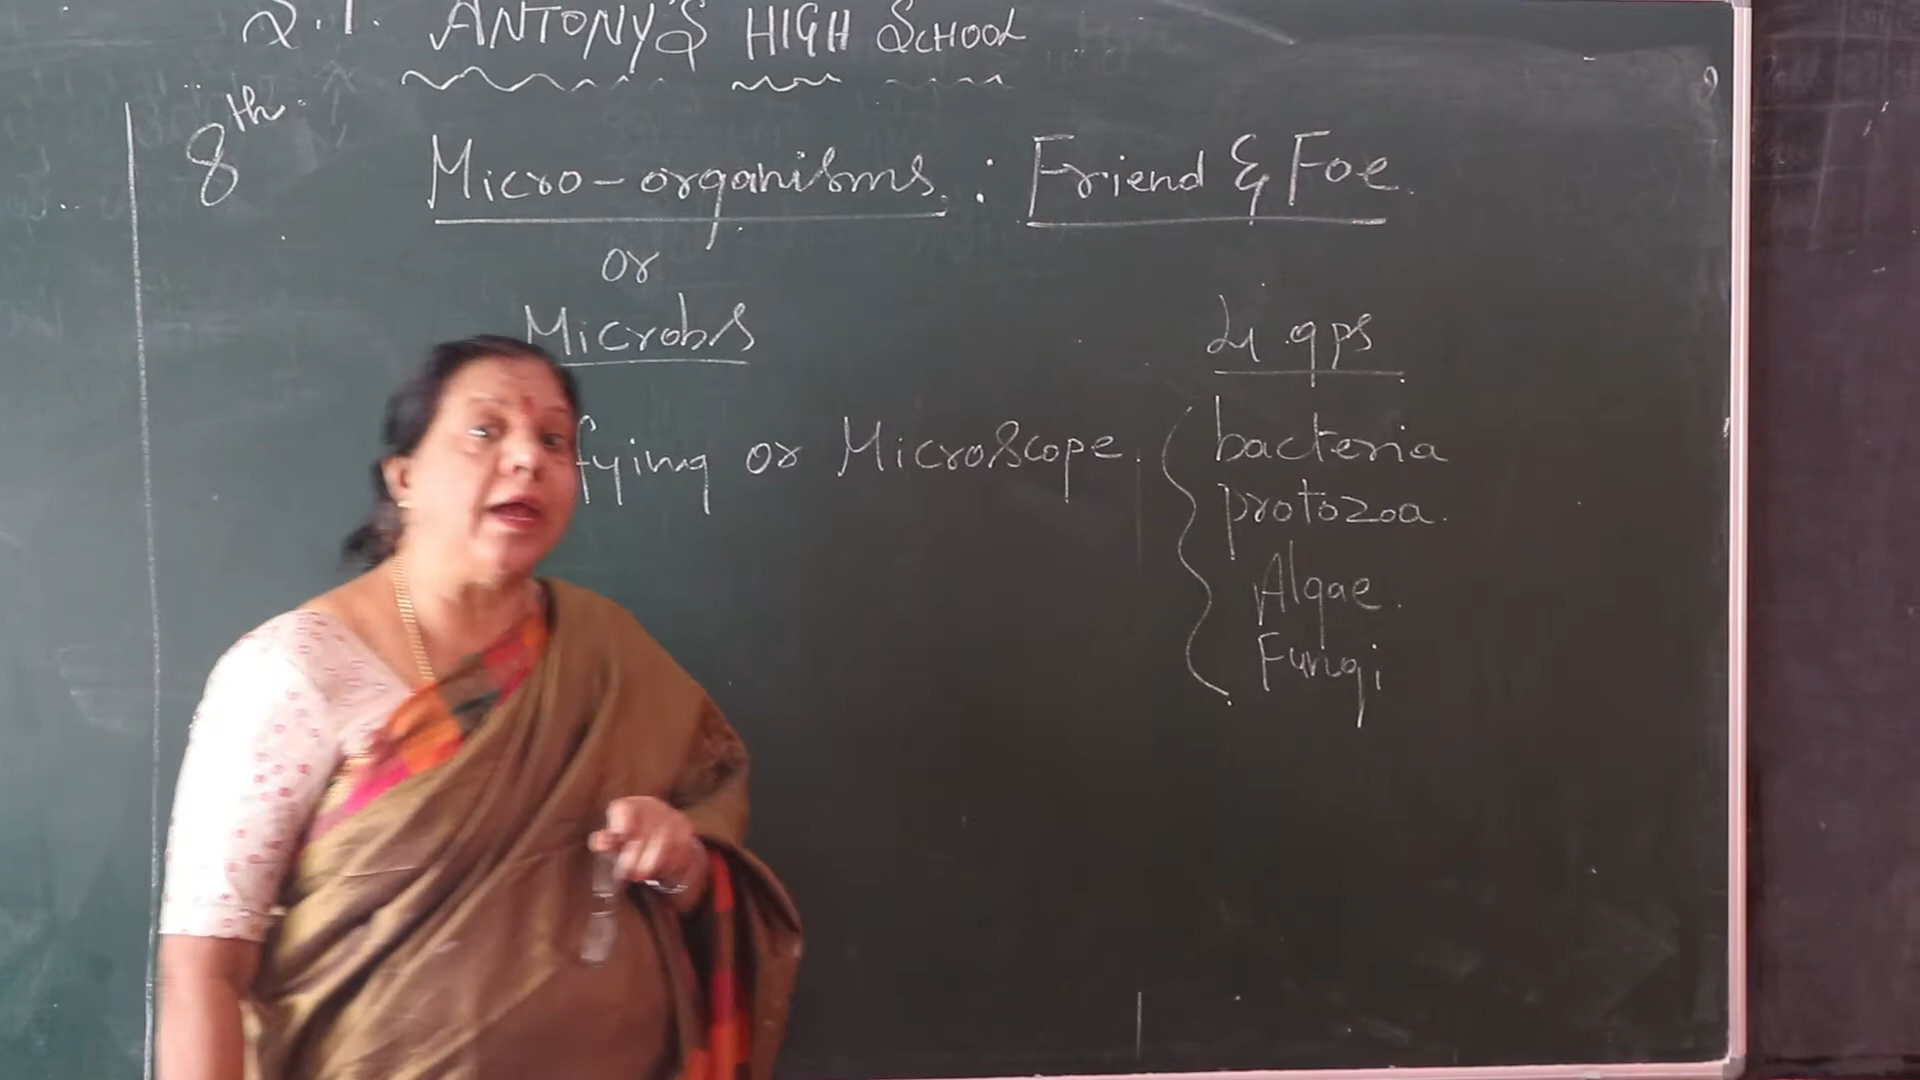 S.T. ANTONY'S HIGH SCHOOL
8th Micro-organisms : Friend & Foe
or
Microbs
4 gps
fying or Microscope
bacteria
protozoa.
Algae.
Fungi